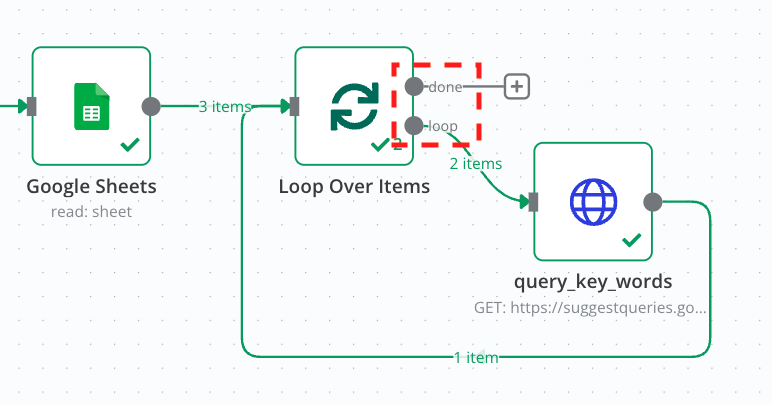 done
3 items
loop
2
2 items
Google Sheets
read: sheet
Loop Over Items
query_key_words
GET: https://suggestqueries.go...
1 item